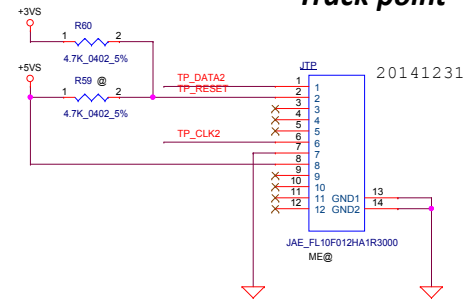 Track point
+3VS
R60
1 2
4.7K_0402_5%
+5VS
R59 @
1 2
4.7K_0402_5%
TP_DATA2
TP_RESET
TP_CLK2
JTP
20141231
1 1
2 2
3 3
4 4
5 5
6 6
7 7
8 8
9 9
10 10
11 11 GND1 13
12 12 GND2 14
JAE_FL10F012HA1R3000
ME@